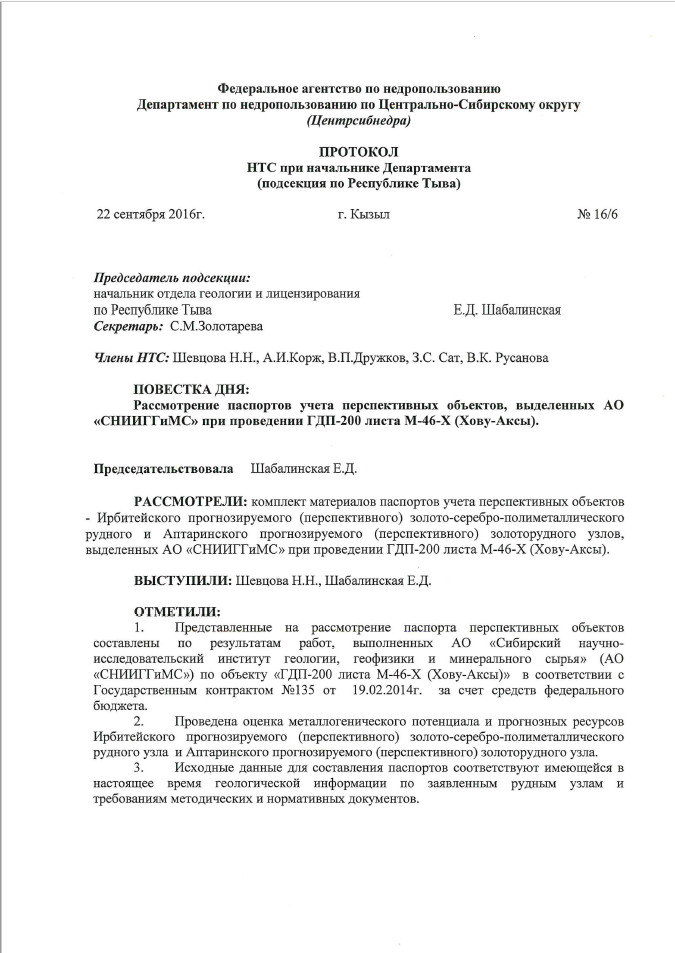 Федеральное агентство по недропользованию
Департамент по недропользованию по Центрально-Сибирскому округу
(Центрсибнедра)
ПРОТОКОЛ
НТС при начальнике Департамента
(подсекция по Республике Тыва)
22 сентября 2016г. г. Кызыл № 16/6
Председатель подсекции:
начальник отдела геологии и лицензирования
по Республике Тыва Е.Д. Шабалинская
Секретарь: С.М.Золотарева
Члены НТС: Шевцова Н.Н., А.И.Корж, В.П.Дружков, З.С. Сат, В.К. Русанова
ПОВЕСТКА ДНЯ:
Рассмотрение паспортов учета перспективных объектов, выделенных АО
«СНИИГГиМС» при проведении ГДП-200 листа М-46-X (Хову-Аксы).
Председательствовала Шабалинская Е.Д.
РАССМОТРЕЛИ: комплект материалов паспортов учета перспективных объектов
- Ирбитейского прогнозируемого (перспективного) золото-серебро-полиметаллического
рудного и Аптаринского прогнозируемого (перспективного) золоторудного узлов,
выделенных АО «СНИИГГиМС» при проведении ГДП-200 листа М-46-X (Хову-Аксы).
ВЫСТУПИЛИ: Шевцова Н.Н., Шабалинская Е.Д.
ОТМЕТИЛИ:
1. Представленные на рассмотрение паспорта перспективных объектов
составлены по результатам работ, выполненных АО «Сибирский научно-
исследовательский институт геологии, геофизики и минерального сырья» (АО
«СНИИГГиМС») по объекту «ГДП-200 листа М-46-X (Хову-Аксы)» в соответствии с
Государственным контрактом №135 от 19.02.2014г. за счет средств федерального
бюджета.
2. Проведена оценка металлогенического потенциала и прогнозных ресурсов
Ирбитейского прогнозируемого (перспективного) золото-серебро-полиметаллического
рудного узла и Аптаринского прогнозируемого (перспективного) золоторудного узла.
3. Исходные данные для составления паспортов соответствуют имеющейся в
настоящее время геологической информации по заявленным рудным узлам и
требованиям методических и нормативных документов.